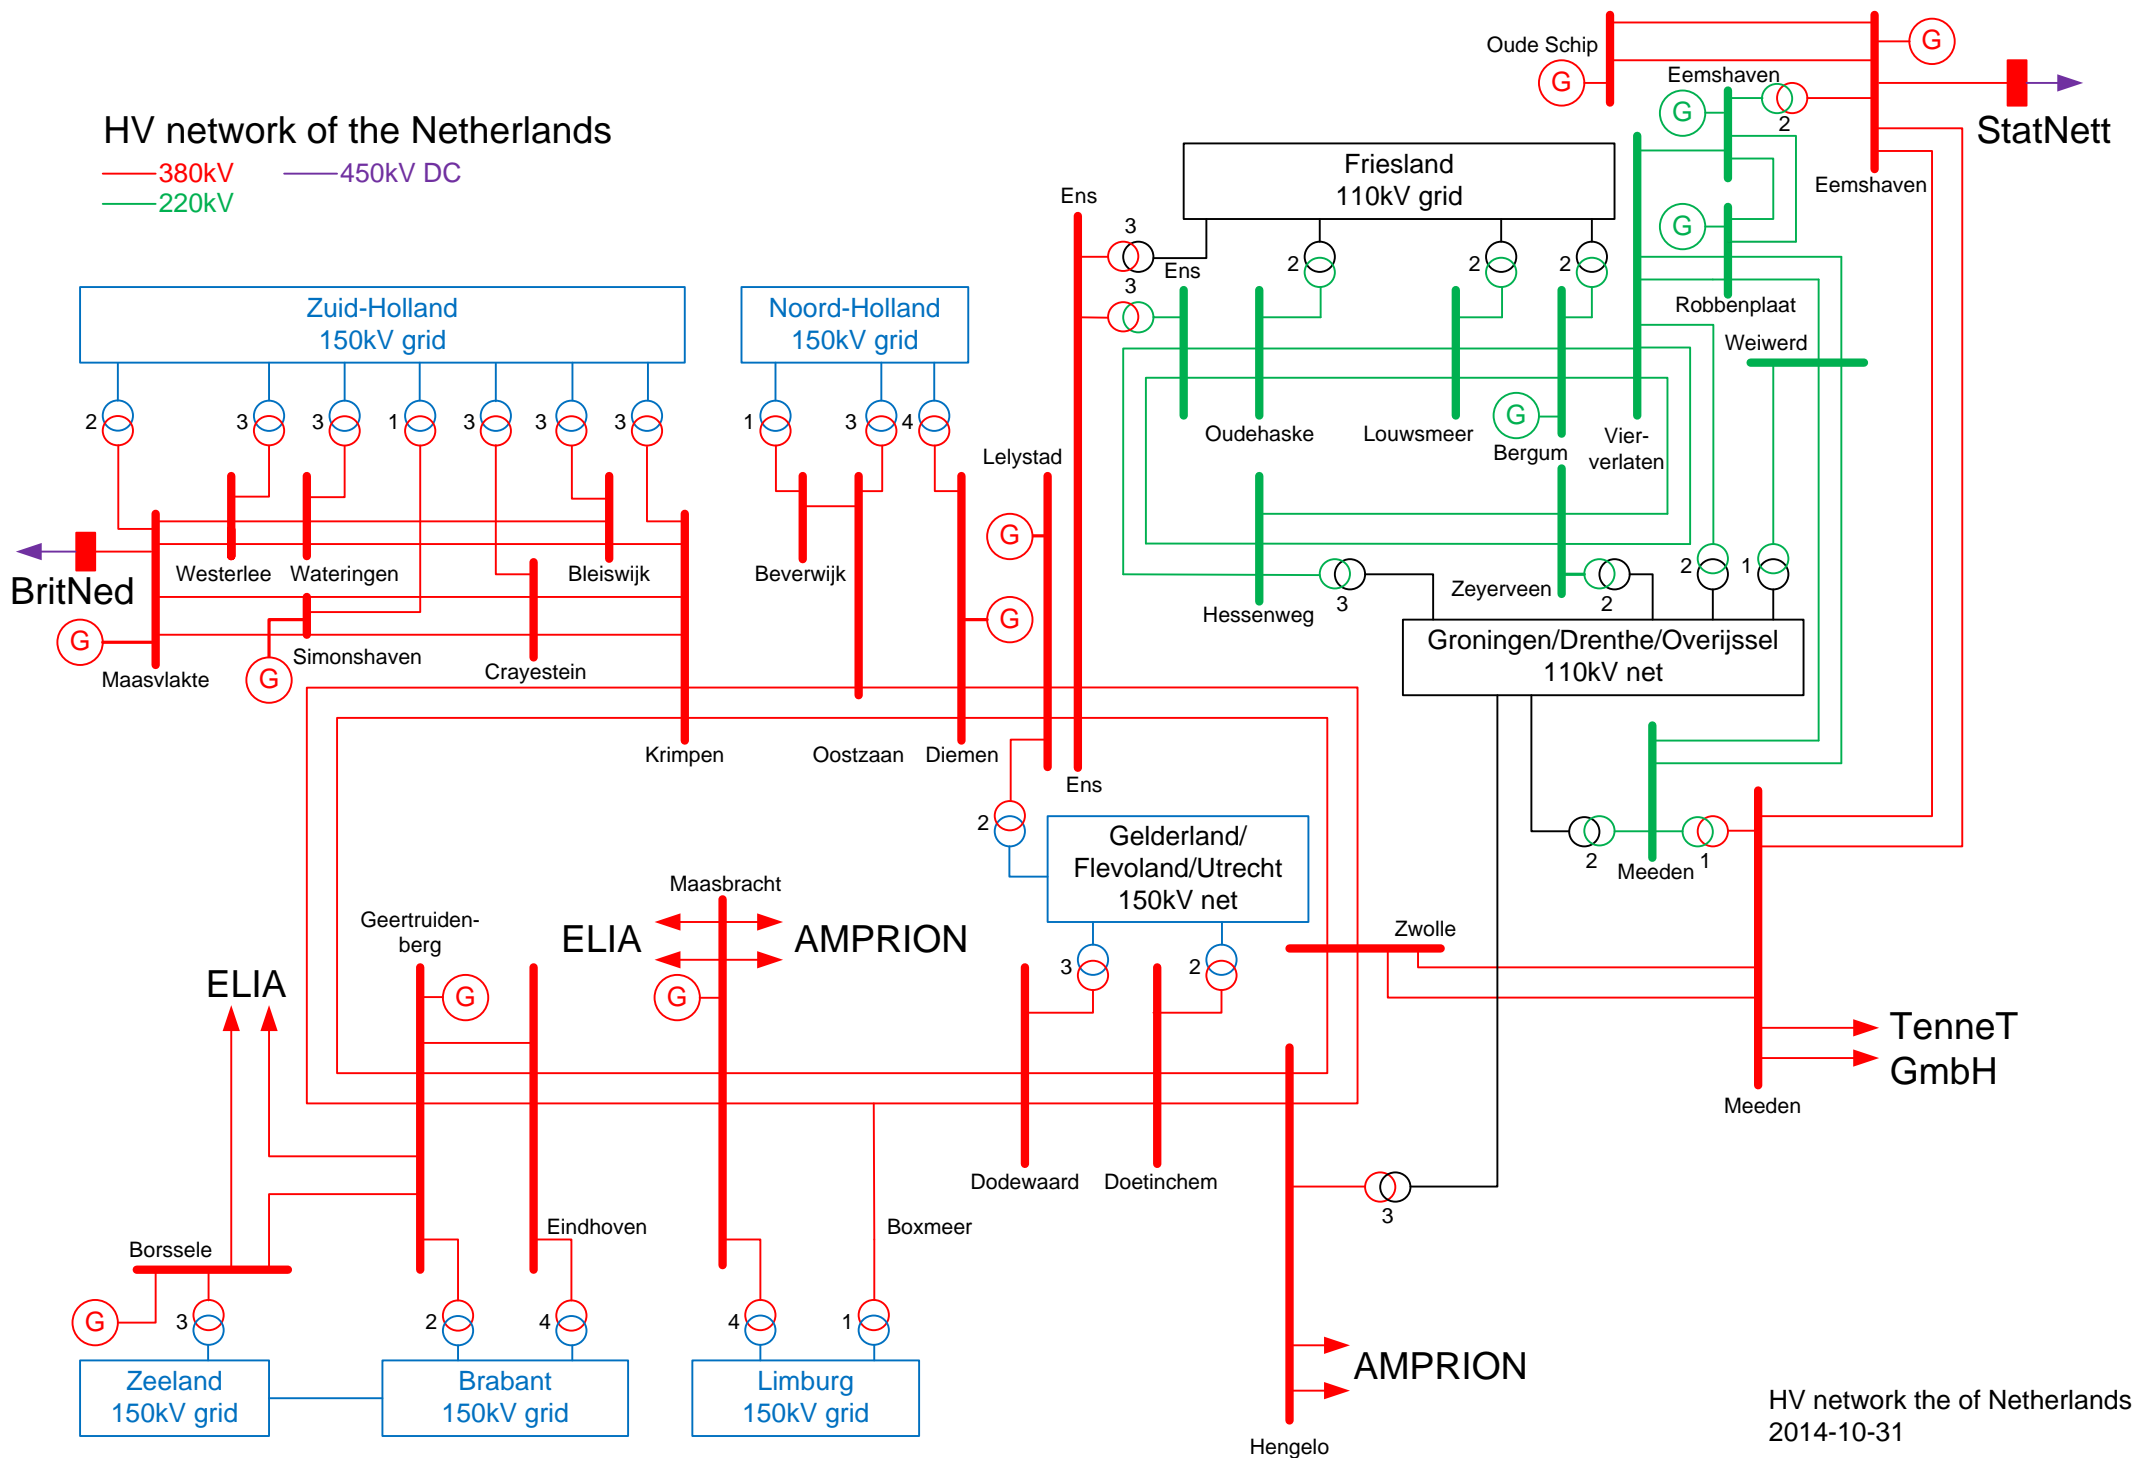 HV network of the Netherlands
380kV
450kV DC
220kV
Oude Schip
G
G
Eemshaven
G
2
StatNett
Eemshaven
Friesland
110kV grid
Ens
3
Ens
3
2
2
2
G
Robbenplaat
Weiwerd
Zuid-Holland
150kV grid
Noord-Holland
150kV grid
2
3
3
1
3
3
3
1
3
4
G
Oudehaske
Louwsmeer
Bergum
Vier-
verlaten
Lelystad
G
BritNed
Westerlee
Wateringen
Bleiswijk
Beverwijk
3
Hessenweg
Zeyerveen
2
2
1
G
G
Simonshaven
Maasvlakte
Crayestein
G
Groningen/Drenthe/Overijssel
110kV net
Krimpen
Oostzaan
Diemen
Ens
2
Gelderland/
Flevoland/Utrecht
150kV net
2
Meeden
1
Maasbracht
Geertruiden-
berg
ELIA
AMPRION
Zwolle
3
2
ELIA
G
G
TenneT
GmbH
Meeden
Dodewaard
Doetinchem
3
Borssele
Eindhoven
Boxmeer
G
3
2
4
4
1
Zeeland
150kV grid
Brabant
150kV grid
Limburg
150kV grid
AMPRION
Hengelo
HV network the of Netherlands
2014-10-31